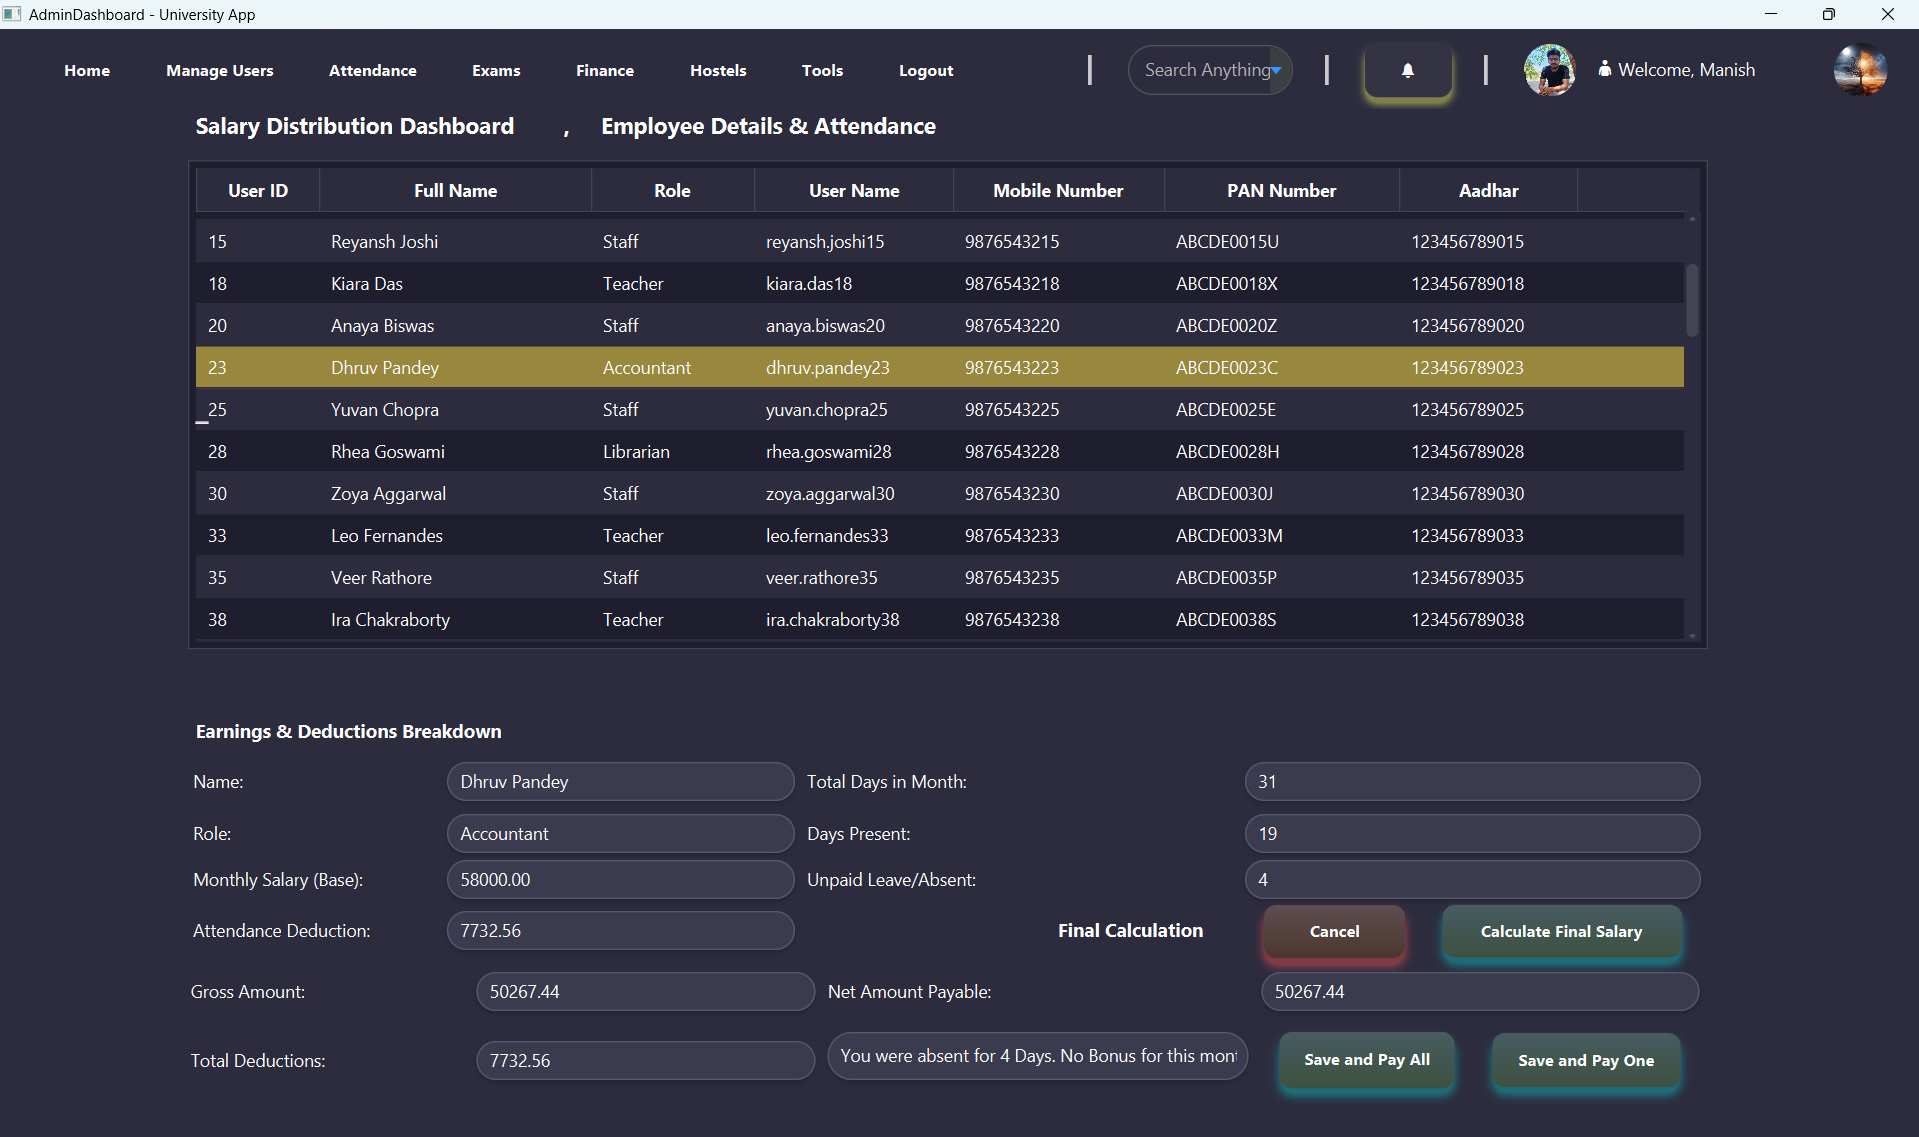 AdminDashboard - University App
Home Manage Users Attendance Exams Finance Hostels Tools Logout | Search Anything | | Welcome, Manish
Salary Distribution Dashboard , Employee Details & Attendance
User ID Full Name Role User Name Mobile Number PAN Number Aadhar
15 Reyansh Joshi Staff reyansh.joshi15 9876543215 ABCDE0015U 123456789015
18 Kiara Das Teacher kiara.das18 9876543218 ABCDE0018X 123456789018
20 Anaya Biswas Staff anaya.biswas20 9876543220 ABCDE0020Z 123456789020
23 Dhruv Pandey Accountant dhruv.pandey23 9876543223 ABCDE0023C 123456789023
25 Yuvan Chopra Staff yuvan.chopra25 9876543225 ABCDE0025E 123456789025
28 Rhea Goswami Librarian rhea.goswami28 9876543228 ABCDE0028H 123456789028
30 Zoya Aggarwal Staff zoya.aggarwal30 9876543230 ABCDE0030J 123456789030
33 Leo Fernandes Teacher leo.fernandes33 9876543233 ABCDE0033M 123456789033
35 Veer Rathore Staff veer.rathore35 9876543235 ABCDE0035P 123456789035
38 Ira Chakraborty Teacher ira.chakraborty38 9876543238 ABCDE0038S 123456789038
Earnings & Deductions Breakdown
Name: Dhruv Pandey Total Days in Month: 31
Role: Accountant Days Present: 19
Monthly Salary (Base): 58000.00 Unpaid Leave/Absent: 4
Attendance Deduction: 7732.56 Final Calculation Cancel Calculate Final Salary
Gross Amount: 50267.44 Net Amount Payable: 50267.44
Total Deductions: 7732.56 You were absent for 4 Days. No Bonus for this mon Save and Pay All Save and Pay One